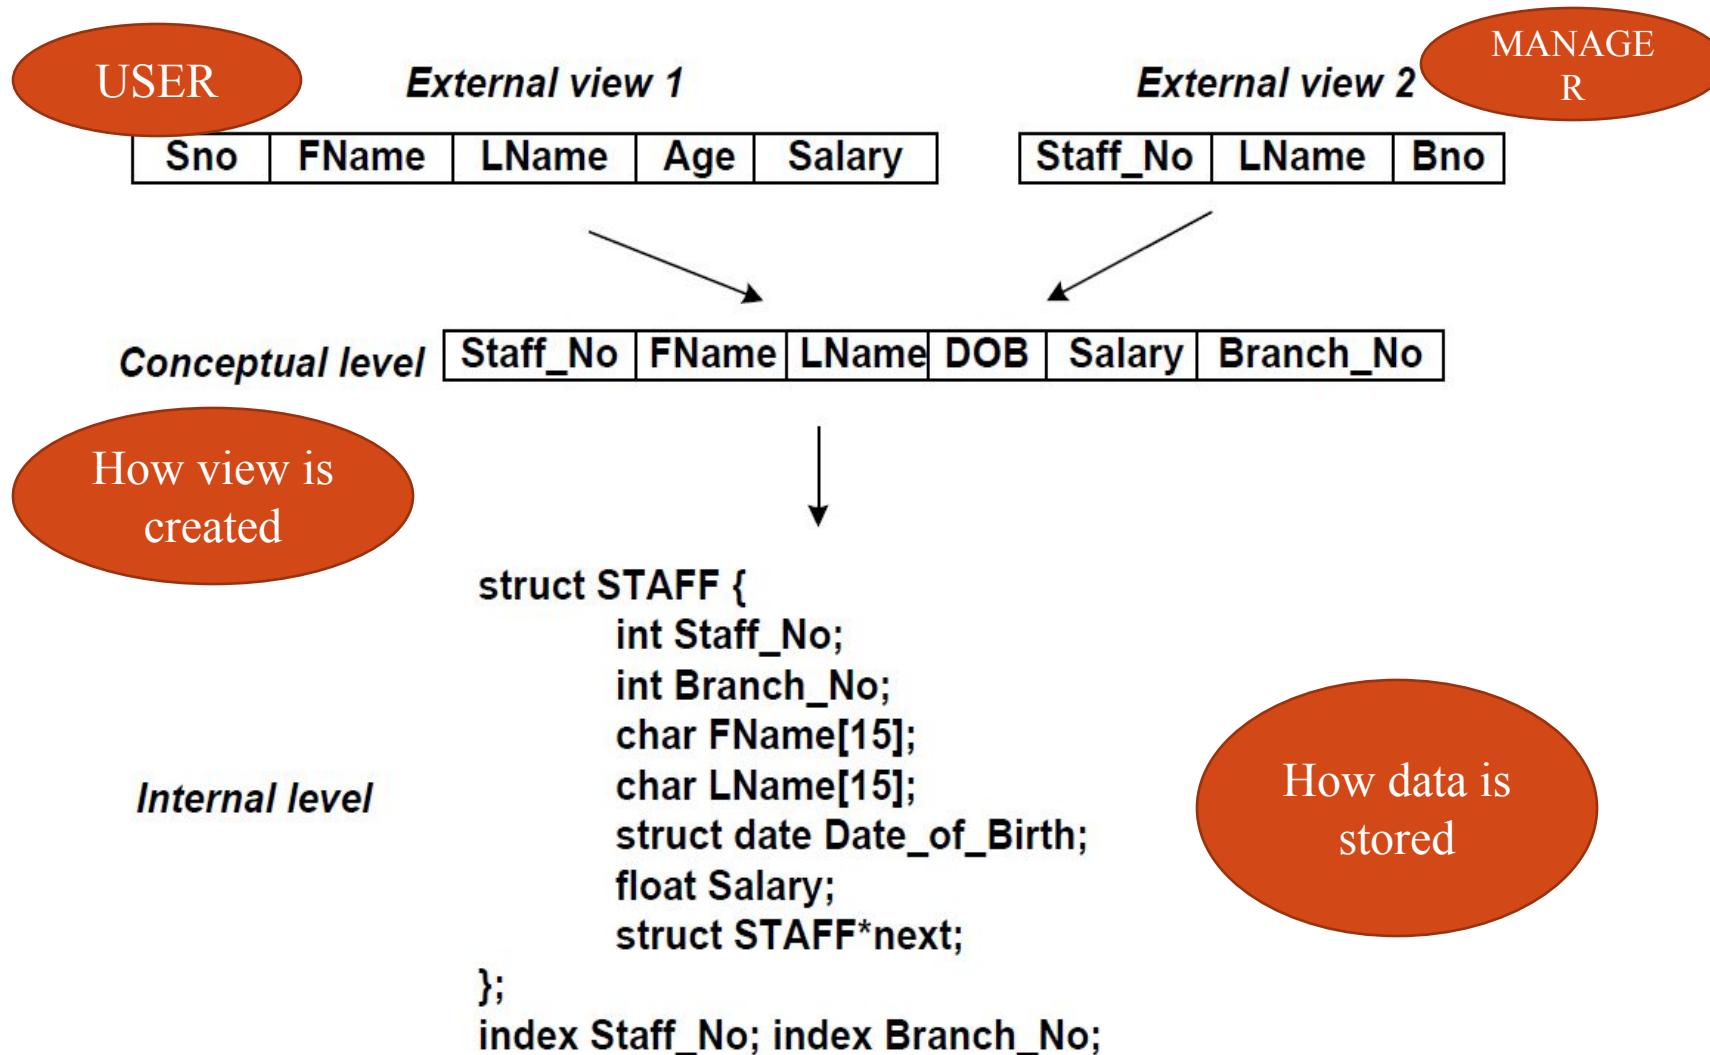 USER
External view 1
External view 2
MANAGE
R
Sno FName LName Age Salary
Staff_No LName Bno
Conceptual level
Staff_No FName LName DOB Salary Branch_No
How view is
created
struct STAFF {
int Staff_No;
int Branch_No;
char FName[15];
char LName[15];
struct date Date_of_Birth;
float Salary;
struct STAFF*next;
};
index Staff_No; index Branch_No;
Internal level
How data is
stored